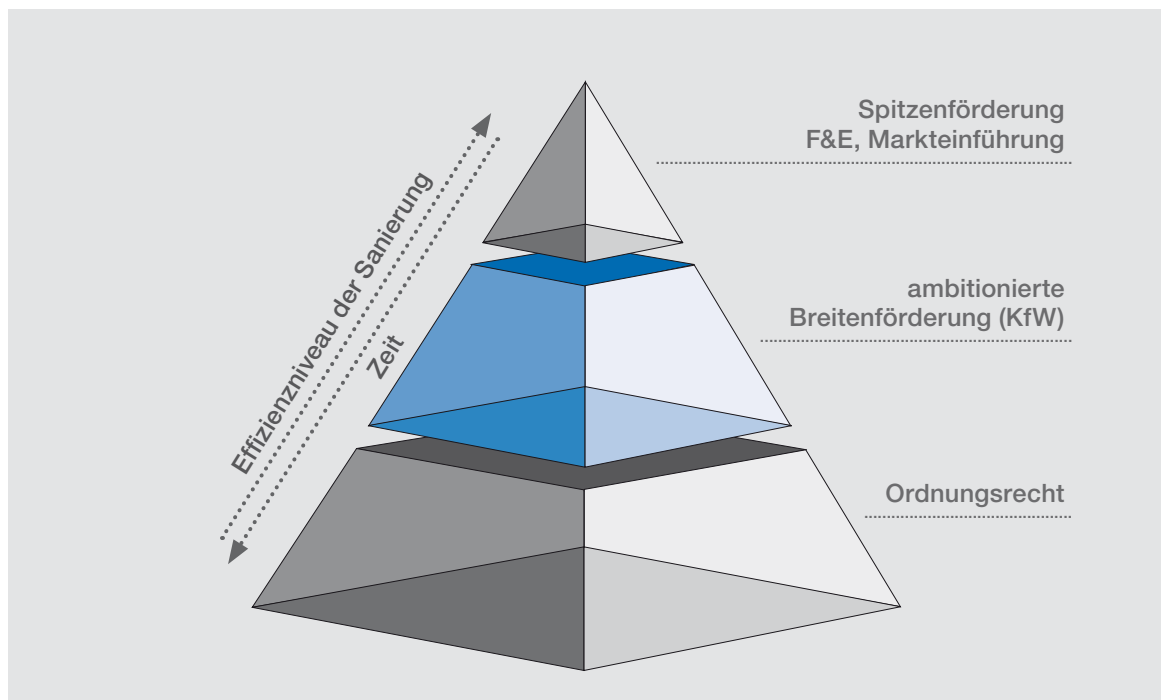 Spitzenförderung
F&E, Markteinführung
Effizienzniveau der Sanierung
Zeit
ambitionierte
Breitenförderung (KfW)
Ordnungsrecht